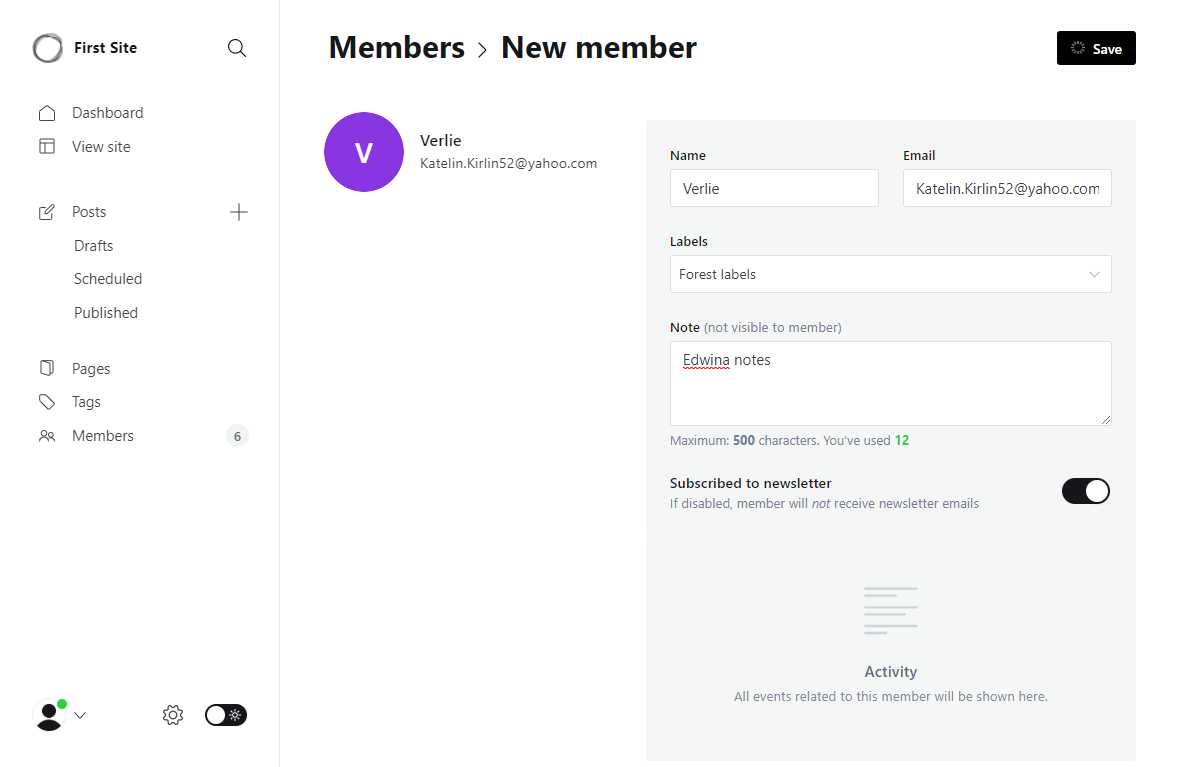 First Site
Dashboard
View site
Posts
Drafts
Scheduled
Published
Pages
Tags
Members
6
Members > New member
Save
V
Verlie
Katelin.Kirlin52@yahoo.com
Name
Email
Verlie
Katelin.Kirlin52@yahoo.com
Labels
Forest labels
Note (not visible to member)
Edwina notes
Maximum: 500 characters. You've used 12
Subscribed to newsletter
If disabled, member will not receive newsletter emails
Activity
All events related to this member will be shown here.